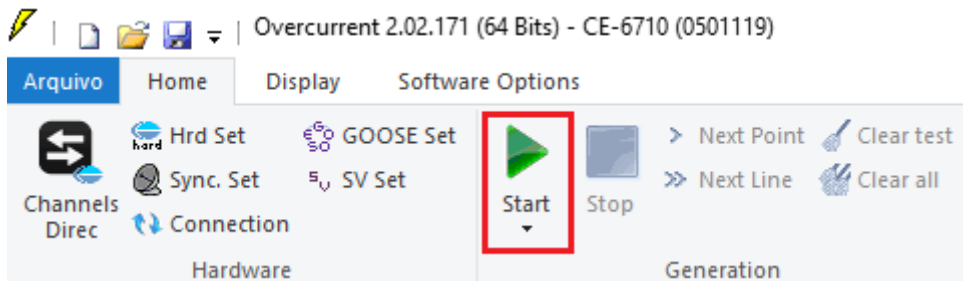 Overcurrent 2.02.171 (64 Bits) - CE-6710 (0501119)
Arquivo Home Display Software Options
Hrd Set GOOSE Set Next Point Clear test
Sync. Set SV Set Next Line Clear all
Channels Direc Connection Start Stop
Hardware Generation